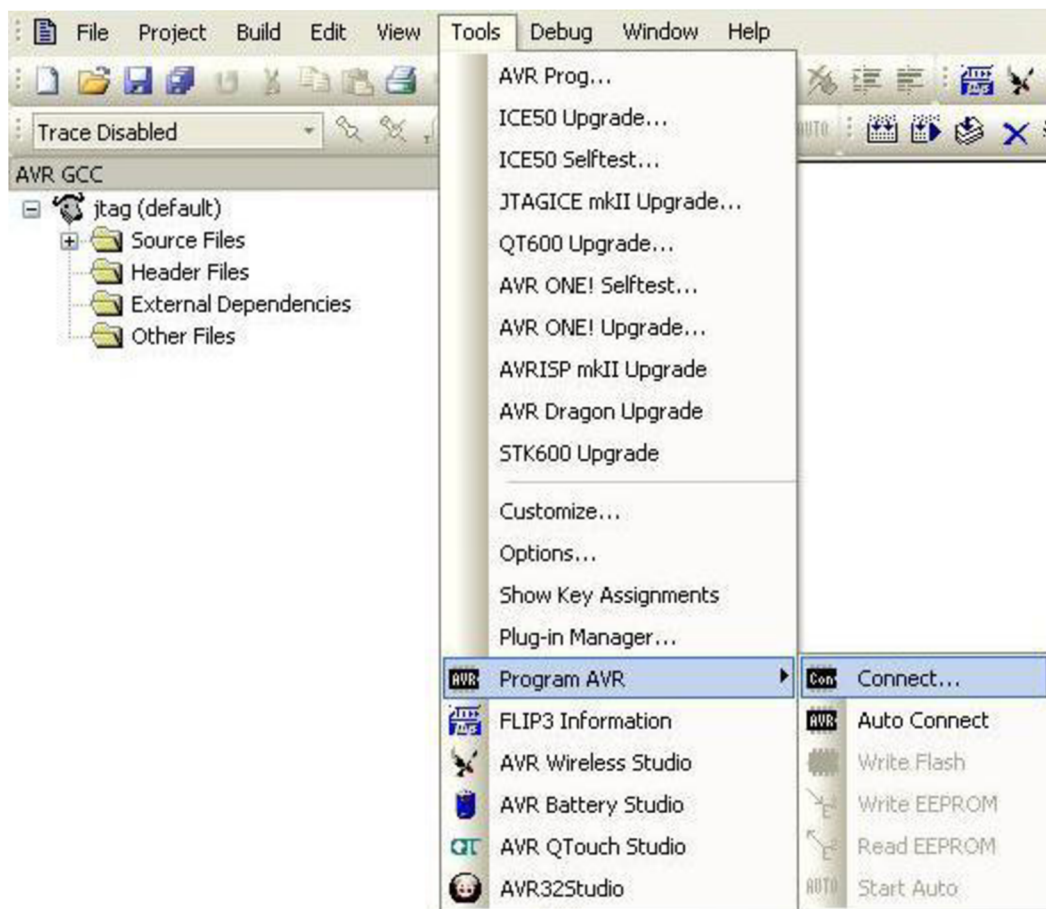 File Project Build Edit View Tools Debug Window Help
Trace Disabled
AUTO
AVR GCC
jtag (default)
Source Files
Header Files
External Dependencies
Other Files
AVR Prog...
ICE50 Upgrade...
ICE50 Selftest...
JTAGICE mkII Upgrade...
QT600 Upgrade...
AVR ONE! Selftest...
AVR ONE! Upgrade...
AVRISP mkII Upgrade
AVR Dragon Upgrade
STK600 Upgrade
Customize...
Options...
Show Key Assignments
Plug-in Manager...
AVR Program AVR
FLIP3 Information
AVR Wireless Studio
AVR Battery Studio
QT AVR QTouch Studio
AVR32Studio
Con Connect...
AVR Auto Connect
Write Flash
Write EEPROM
Read EEPROM
AUTO Start Auto